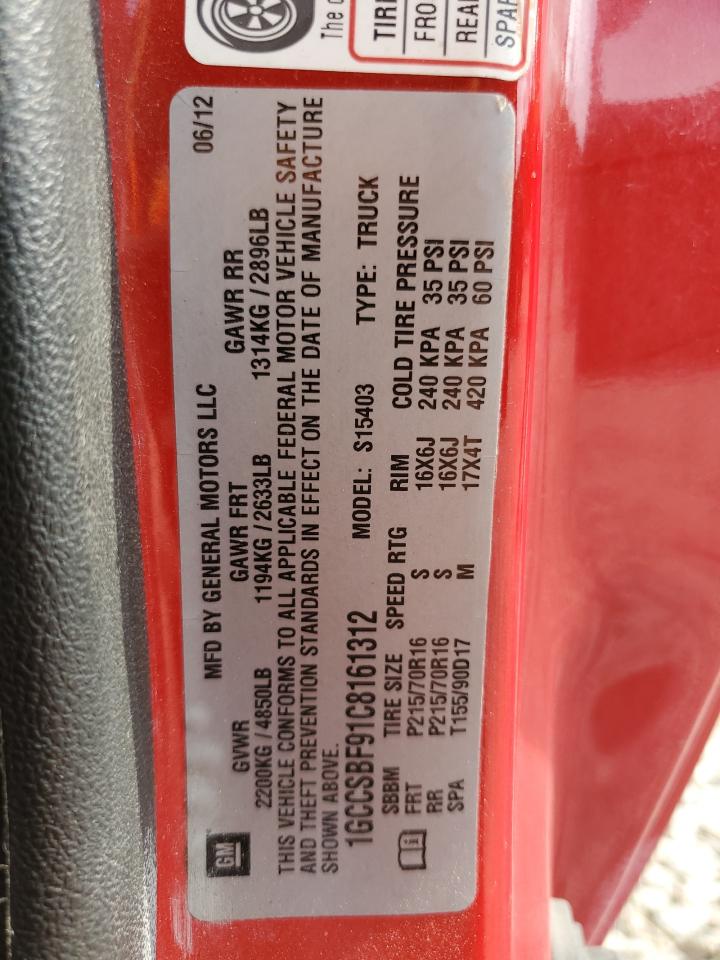 The
TIR
FRO
REA
SPAR
GM
MFD BY GENERAL MOTORS LLC 06/12
GVWR GAWR FRT GAWR RR
2200KG / 4850LB 1194KG / 2633LB 1314KG / 2896LB
THIS VEHICLE CONFORMS TO ALL APPLICABLE FEDERAL MOTOR VEHICLE SAFETY
AND THEFT PREVENTION STANDARDS IN EFFECT ON THE DATE OF MANUFACTURE
SHOWN ABOVE.
1GCCSBF91C8161312 MODEL: S15403 TYPE: TRUCK
SBBM TIRE SIZE SPEED RTG RIM COLD TIRE PRESSURE
FRT P215/70R16 S 16X6J 240 KPA 35 PSI
RR P215/70R16 S 16X6J 240 KPA 35 PSI
SPA T155/90D17 M 17X4T 420 KPA 60 PSI